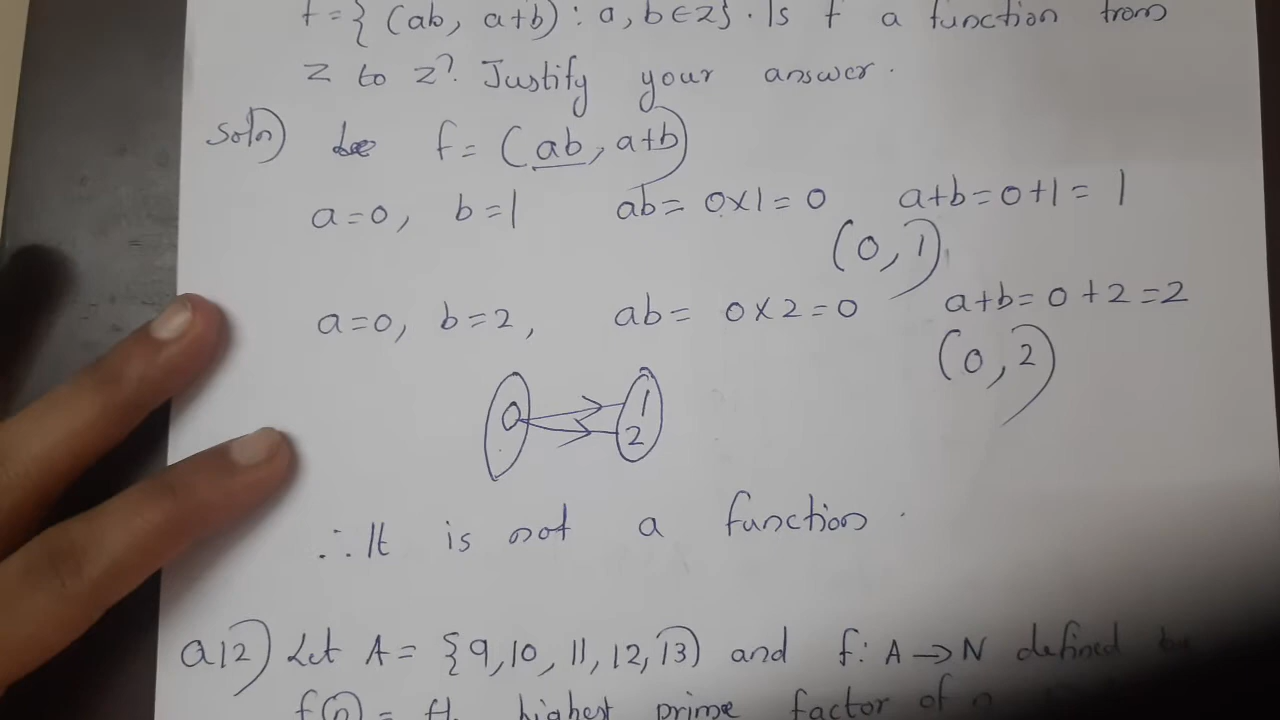 f = { (ab, a+b) : a, b ∈ Z}. Is f a function from
Z to Z? Justify your answer.
Soln) f = (ab, a+b)
a=0, b=1 ab = 0×1=0 a+b=0+1= 1
(0,1)
a=0, b=2, ab = 0×2=0 a+b=0+2=2
(0,2)
0 1
2
∴ It is not a function.
Q12) Let A = {9,10,11,12,13) and f: A→N defined
f(n) = highest prime factor of n